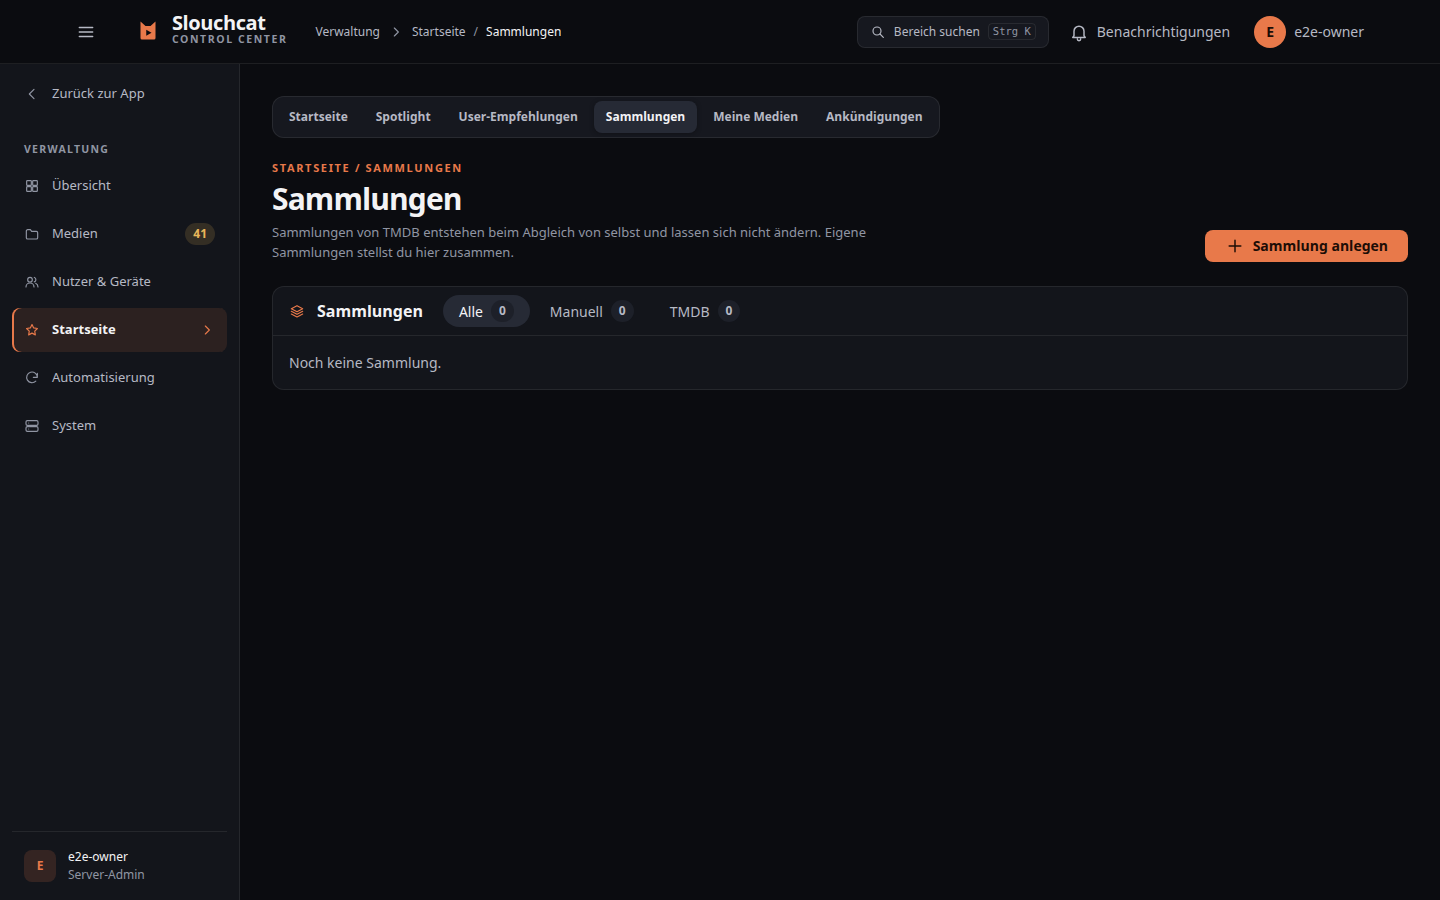 Slouchcat
CONTROL CENTER
Verwaltung
Startseite / Sammlungen
Bereich suchen Strg K
Benachrichtigungen
E e2e-owner
Zurück zur App
VERWALTUNG
Übersicht
Medien 41
Nutzer & Geräte
Startseite
Automatisierung
System
E
e2e-owner
Server-Admin
Startseite Spotlight User-Empfehlungen Sammlungen Meine Medien Ankündigungen
STARTSEITE / SAMMLUNGEN
Sammlungen
Sammlungen von TMDB entstehen beim Abgleich von selbst und lassen sich nicht ändern. Eigene
Sammlungen stellst du hier zusammen.
Sammlung anlegen
Sammlungen Alle 0 Manuell 0 TMDB 0
Noch keine Sammlung.